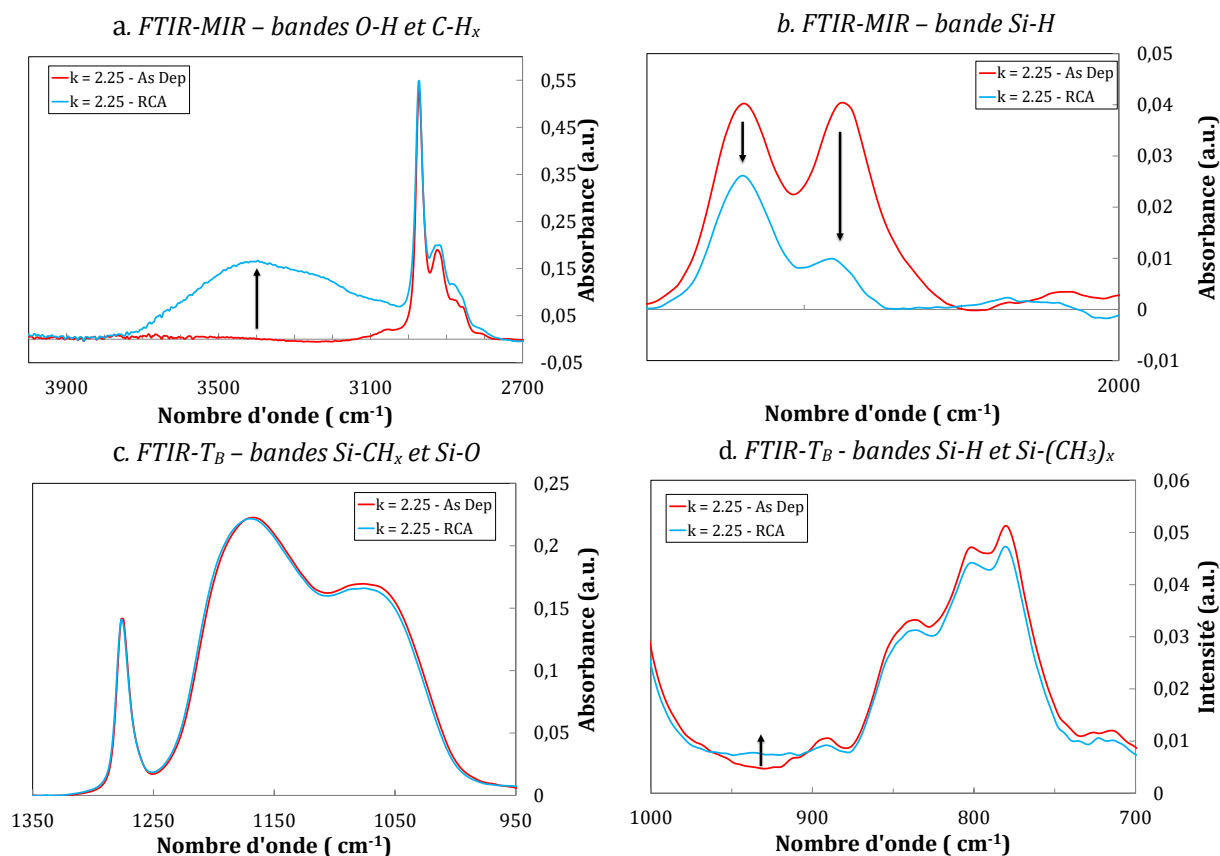 a. FTIR-MIR – bandes O-H et C-Hx
k = 2.25 - As Dep
k = 2.25 - RCA
0,55
0,45
0,35
0,25
0,15
0,05
-0,05
Absorbance (a.u.)
3900
3500
3100
2700
Nombre d'onde ( cm-1)
b. FTIR-MIR – bande Si-H
k = 2.25 - As Dep
k = 2.25 - RCA
0,05
0,04
0,03
0,02
0,01
0
-0,01
Absorbance (a.u.)
2000
Nombre d'onde ( cm-1)
c. FTIR-TB – bandes Si-CHx et Si-O
k = 2.25 - As Dep
k = 2.25 - RCA
0,25
0,2
0,15
0,1
0,05
0
Absorbance (a.u.)
1350
1250
1150
1050
950
Nombre d'onde ( cm-1)
d. FTIR-TB - bandes Si-H et Si-(CH3)x
k = 2.25 - As Dep
k = 2.25 - RCA
0,06
0,05
0,04
0,03
0,02
0,01
0
Intensité (a.u.)
1000
900
800
700
Nombre d'onde ( cm-1)